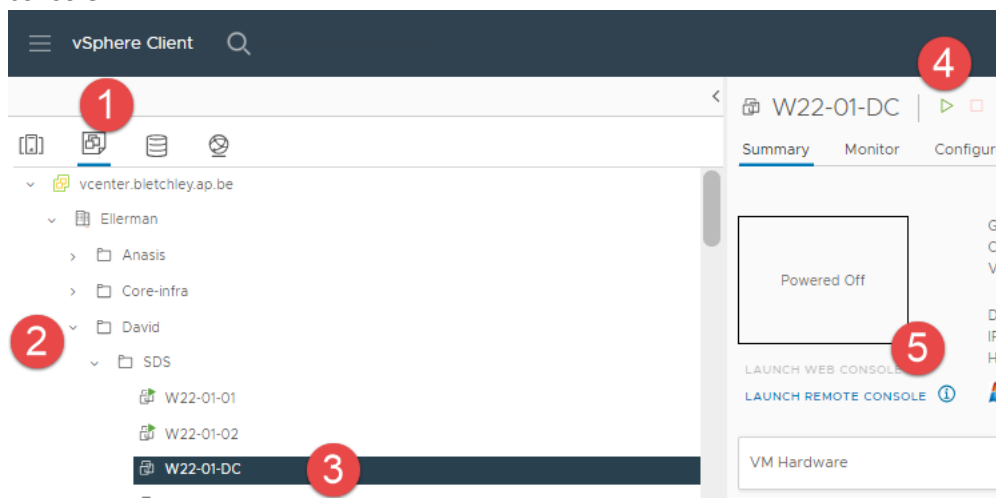 vSphere Client
4
1
W22-01-DC
Summary Monitor Configur
vcenter.bletchley.ap.be
Ellerman
Anasis
Core-infra
David
2
SDS
W22-01-01
W22-01-02
W22-01-DC
3
Powered Off
5
LAUNCH WEB CONSOLE
LAUNCH REMOTE CONSOLE
VM Hardware